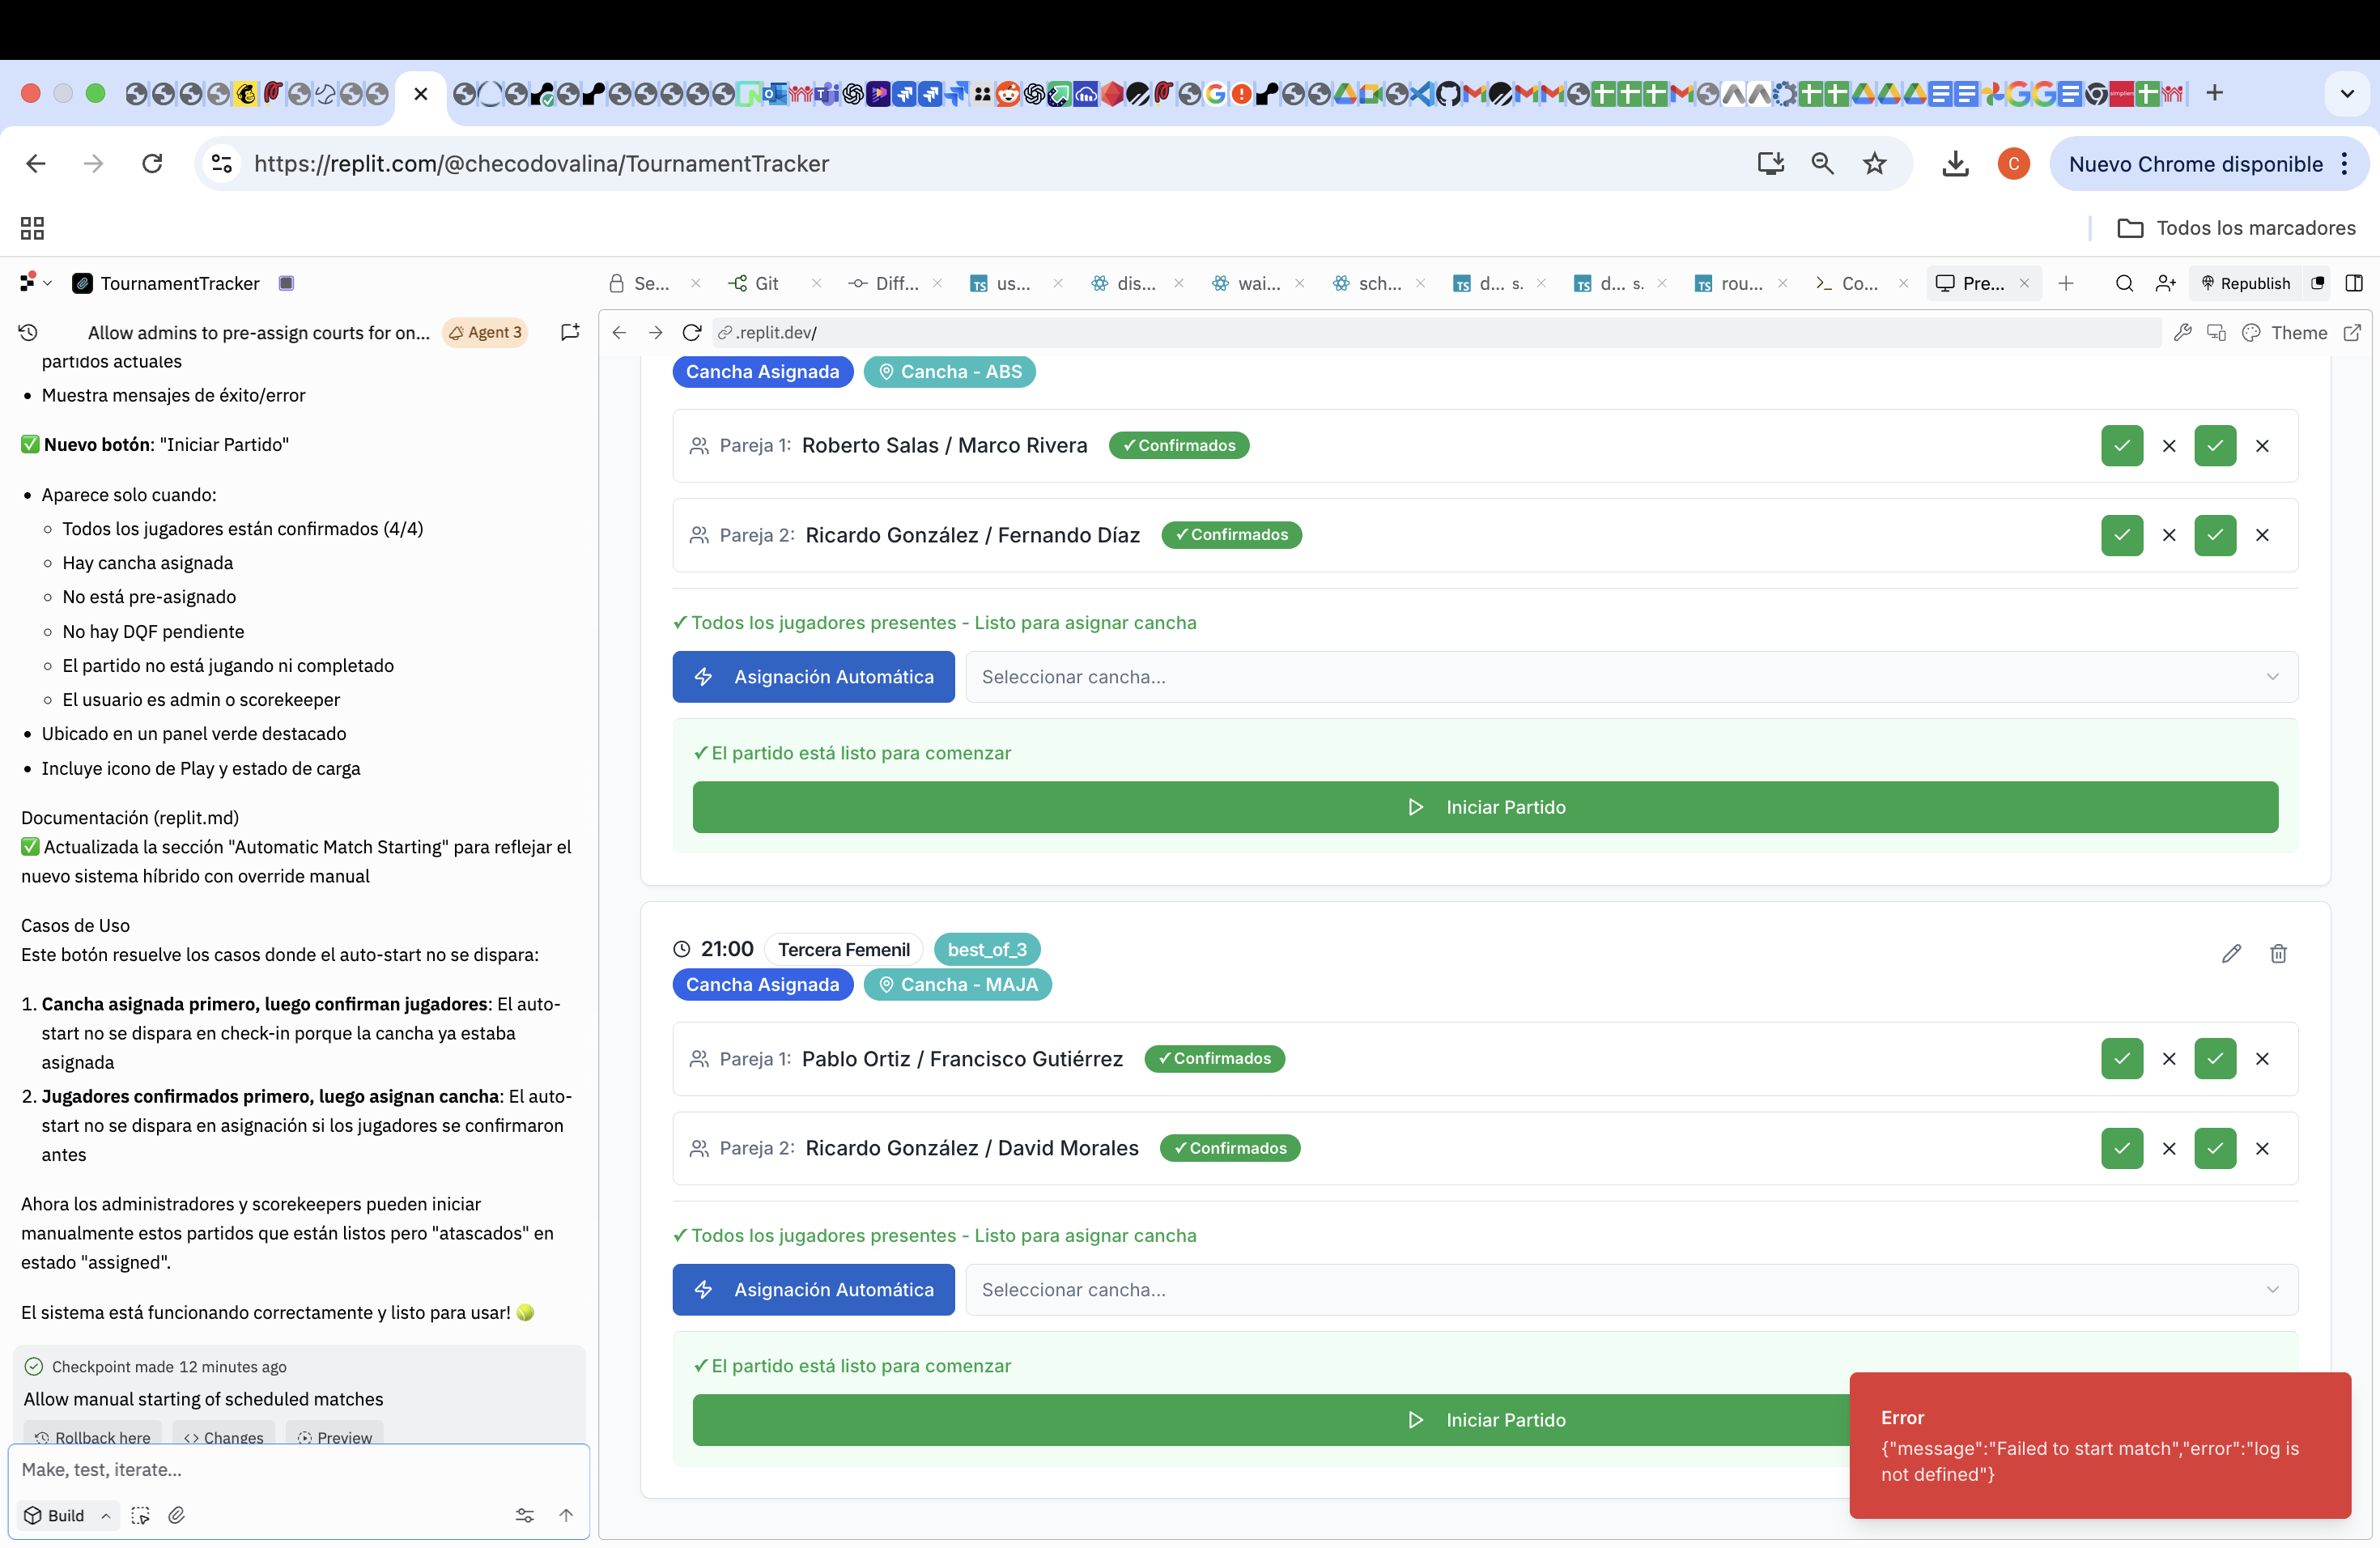 https://replit.com/@checodovalina/TournamentTracker
C
Nuevo Chrome disponible
Todos los marcadores
TournamentTracker
Se...
Git
Diff...
us...
dis...
wai...
sch...
d... s.
d... s.
rou...
Co...
Pre...
Republish
Allow admins to pre-assign courts for on...
Agent 3
.replit.dev/
Theme
partidos actuales
• Muestra mensajes de éxito/error
✅ Nuevo botón: "Iniciar Partido"
• Aparece solo cuando:
◦ Todos los jugadores están confirmados (4/4)
◦ Hay cancha asignada
◦ No está pre-asignado
◦ No hay DQF pendiente
◦ El partido no está jugando ni completado
◦ El usuario es admin o scorekeeper
• Ubicado en un panel verde destacado
• Incluye icono de Play y estado de carga
Documentación (replit.md)
✅ Actualizada la sección "Automatic Match Starting" para reflejar el
nuevo sistema híbrido con override manual
Casos de Uso
Este botón resuelve los casos donde el auto-start no se dispara:
1. Cancha asignada primero, luego confirman jugadores: El auto-
start no se dispara en check-in porque la cancha ya estaba
asignada
2. Jugadores confirmados primero, luego asignan cancha: El auto-
start no se dispara en asignación si los jugadores se confirmaron
antes
Ahora los administradores y scorekeepers pueden iniciar
manualmente estos partidos que están listos pero "atascados" en
estado "assigned".
El sistema está funcionando correctamente y listo para usar! 🎾
Checkpoint made 12 minutes ago
Allow manual starting of scheduled matches
Rollback here
Changes
Preview
Make, test, iterate...
Build
Cancha Asignada
Cancha - ABS
Pareja 1: Roberto Salas / Marco Rivera ✓ Confirmados
Pareja 2: Ricardo González / Fernando Díaz ✓ Confirmados
✓ Todos los jugadores presentes - Listo para asignar cancha
Asignación Automática
Seleccionar cancha...
✓ El partido está listo para comenzar
Iniciar Partido
21:00 Tercera Femenil best_of_3
Cancha Asignada
Cancha - MAJA
Pareja 1: Pablo Ortiz / Francisco Gutiérrez ✓ Confirmados
Pareja 2: Ricardo González / David Morales ✓ Confirmados
✓ Todos los jugadores presentes - Listo para asignar cancha
Asignación Automática
Seleccionar cancha...
✓ El partido está listo para comenzar
Iniciar Partido
Error
{"message":"Failed to start match","error":"log is
not defined"}